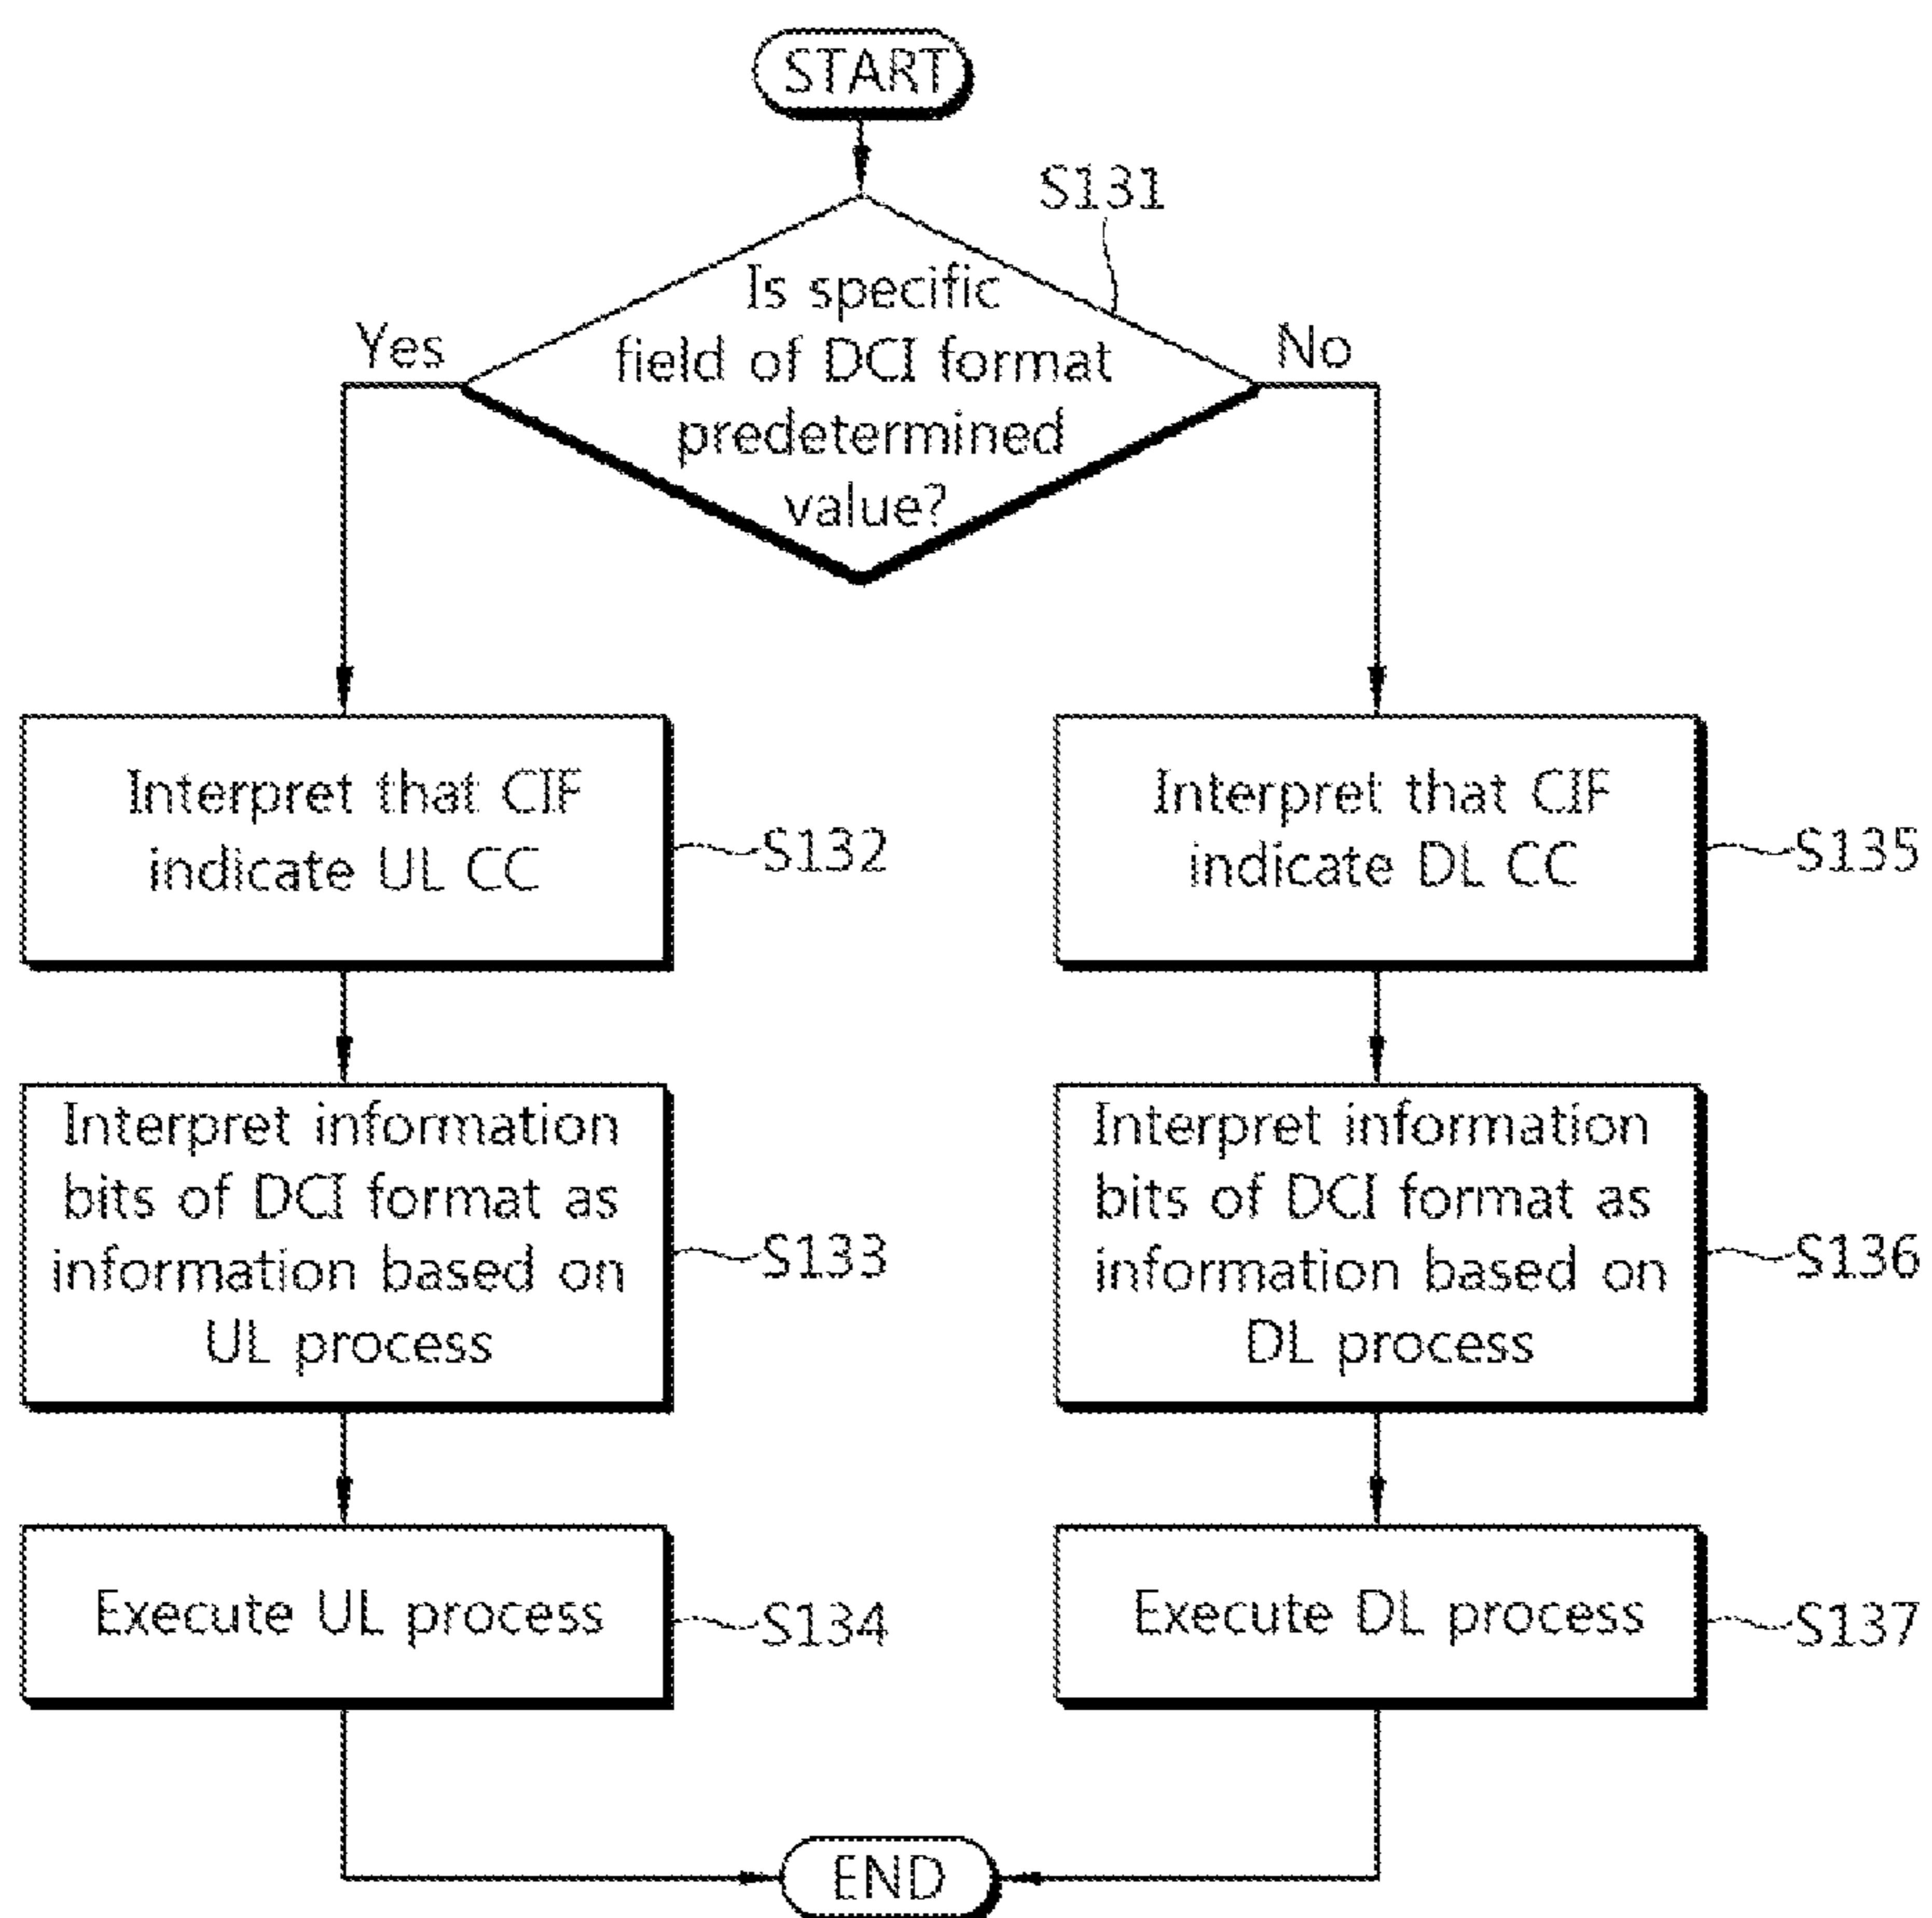 START
S131
Is specific
field of DCI format
predetermined
value?
Yes
No
Interpret that CIF
indicate UL CC
S132
Interpret that CIF
indicate DL CC
S135
Interpret information
bits of DCI format as
information based on
UL process
S133
Interpret information
bits of DCI format as
information based on
DL process
S136
Execute UL process
S134
Execute DL process
S137
END